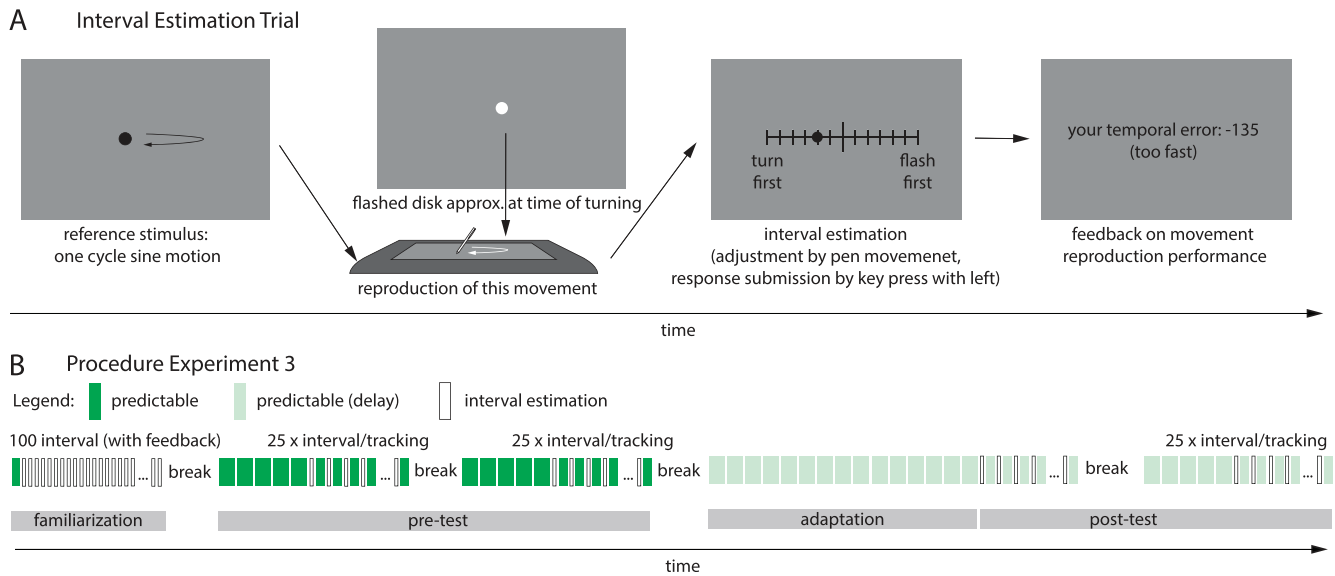 A Interval Estimation Trial
reference stimulus:
one cycle sine motion
flashed disk approx. at time of turning
reproduction of this movement
turn
first
flash
first
interval estimation
(adjustment by pen movemenet,
response submission by key press with left)
your temporal error: -135
(too fast)
feedback on movement
reproduction performance
time
B Procedure Experiment 3
Legend: predictable predictable (delay) interval estimation
100 interval (with feedback) 25 x interval/tracking 25 x interval/tracking 25 x interval/tracking
... break ... break ... break ... break ...
familiarization pre-test adaptation post-test
time